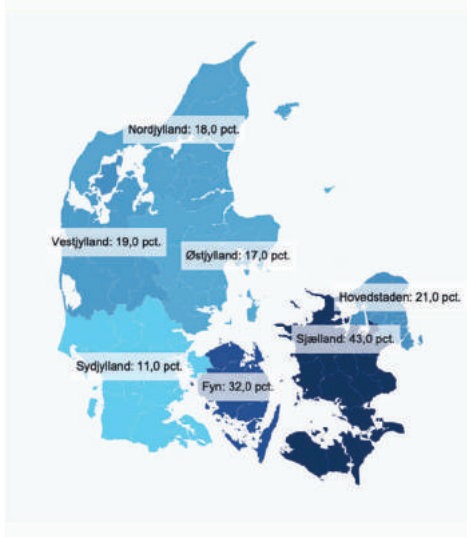 Nordjylland: 18,0 pct.
Vestjylland: 19,0 pct.
Østjylland: 17,0 pct.
Hovedstaden: 21,0 pct.
Sjælland: 43,0 pct.
Sydjylland: 11,0 pct.
Fyn: 32,0 pct.